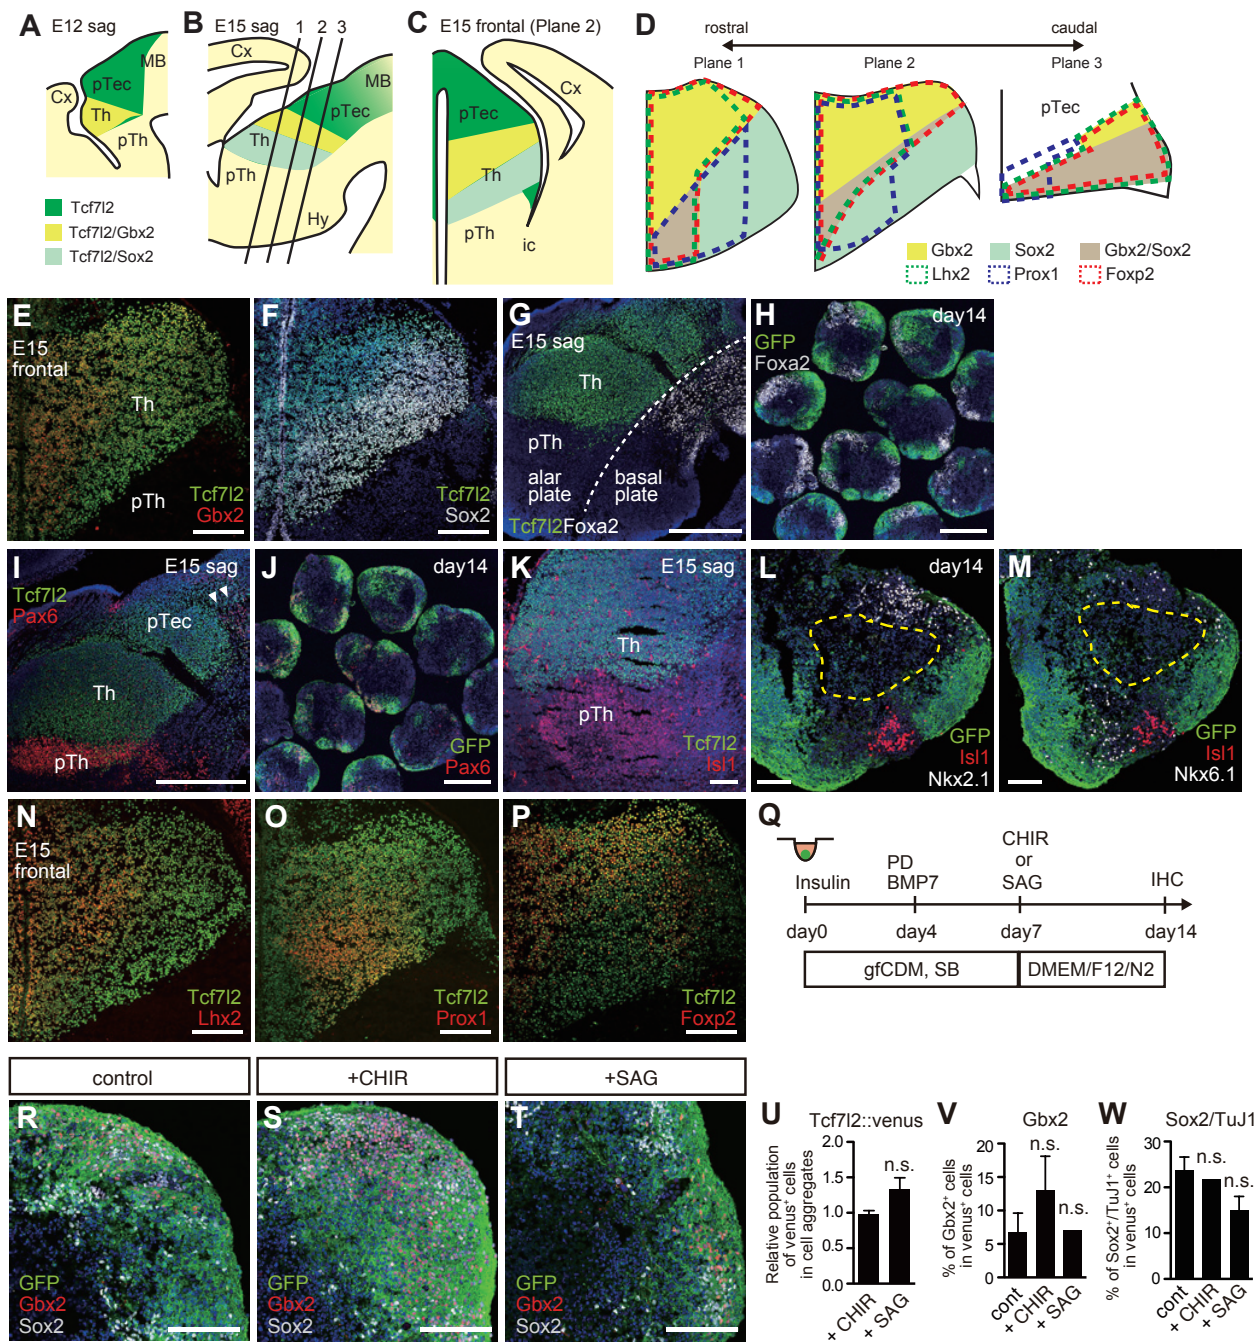 A E12 sag
MB
pTec
Cx
Th
pTh
Tcf7l2
Tcf7l2/Gbx2
Tcf7l2/Sox2
B E15 sag 1 2 3
Cx
MB
pTec
Th
pTh
Hy
C E15 frontal (Plane 2)
Cx
pTec
Th
pTh
ic
D rostral caudal
Plane 1 Plane 2 Plane 3
pTec
Gbx2 Sox2 Gbx2/Sox2
Lhx2 Prox1 Foxp2
E
E15
frontal
Th
pTh
Tcf7l2
Gbx2
F
Tcf7l2
Sox2
G
E15 sag
Th
pTh
alar
plate
basal
plate
Tcf7l2Foxa2
H day14
GFP
Foxa2
I E15 sag
Tcf7l2
Pax6
pTec
Th
pTh
J day14
GFP
Pax6
K E15 sag
Th
pTh
Tcf7l2
Isl1
L day14
GFP
Isl1
Nkx2.1
M
GFP
Isl1
Nkx6.1
N
E15
frontal
Tcf7l2
Lhx2
O
Tcf7l2
Prox1
P
Tcf7l2
Foxp2
Q
CHIR
or
SAG
PD
BMP7
Insulin
IHC
day0 day4 day7 day14
gfCDM, SB DMEM/F12/N2
control +CHIR +SAG
R
GFP
Gbx2
Sox2
S
GFP
Gbx2
Sox2
T
GFP
Gbx2
Sox2
U
Tcf7l2::venus
Relative population
of venus+ cells
in cell aggregates
2.0
1.5
1.0
0.5
0.0
n.s.
+ CHIR
+ SAG
V
Gbx2
% of Gbx2+ cells
in venus+ cells
20
15
10
5
0
n.s.
n.s.
cont
+ CHIR
+ SAG
W
Sox2/TuJ1
% of Sox2+/TuJ1+ cells
in venus+ cells
30
20
10
0
n.s.
n.s.
cont
+ CHIR
+ SAG